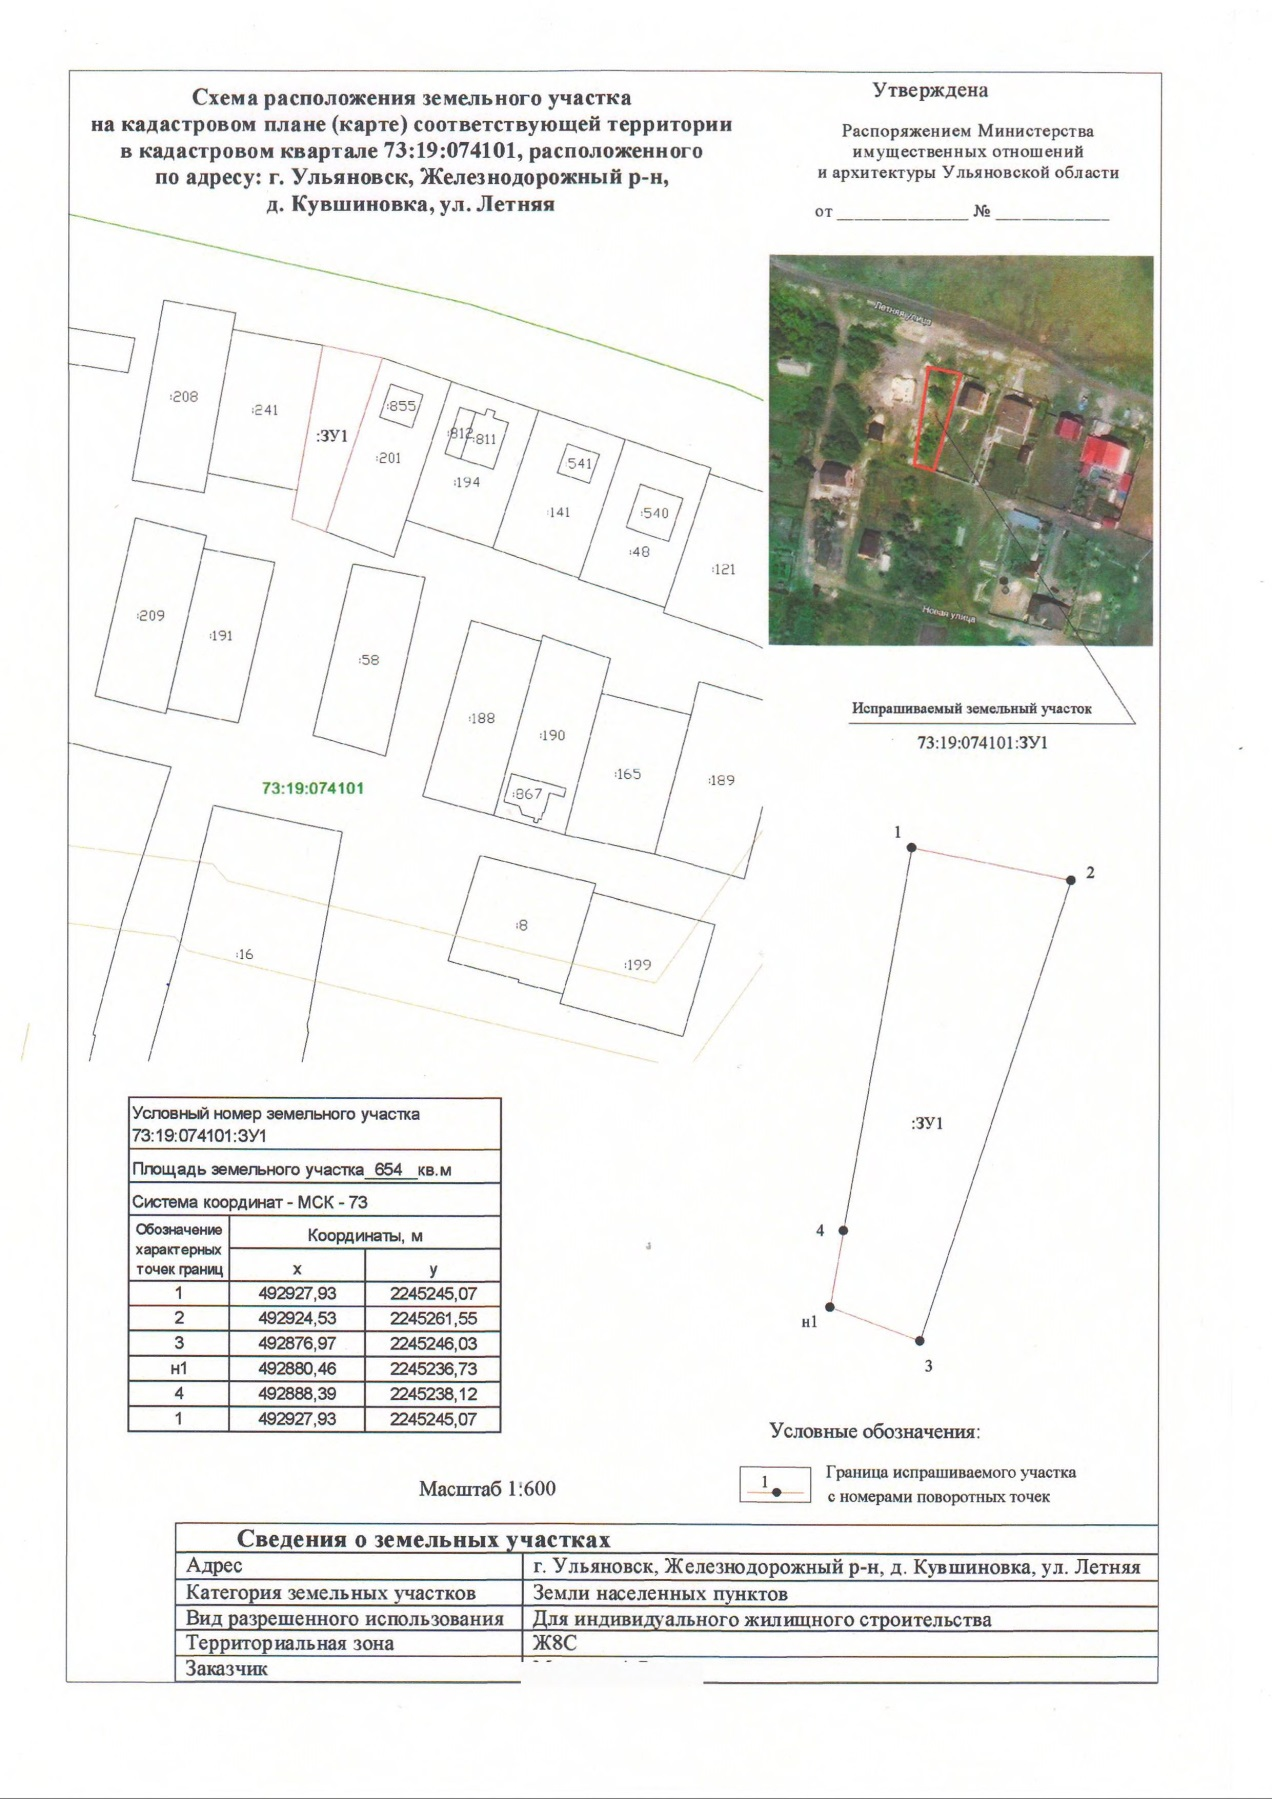 Схема расположения земельного участка
на кадастровом плане (карте) соответствующей территории
в кадастровом квартале 73:19:074101, расположенного
по адресу: г. Ульяновск, Железнодорожный р-н,
д. Кувшиновка, ул. Летняя
Утверждена
Распоряжением Министерства
имущественных отношений
и архитектуры Ульяновской области
от _______________ № _____________
Летняя улица
Новая улица
:208
:241
:ЗУ1
:855
:201
:812
:811
:194
:541
:141
:540
:48
:121
:209
:191
:58
:188
:190
:165
:189
:867
73:19:074101
:16
:8
:199
Испрашиваемый земельный участок
73:19:074101:ЗУ1
1
2
:ЗУ1
4
н1
3
Условный номер земельного участка
73:19:074101:ЗУ1
Площадь земельного участка 654 кв.м
Система координат - МСК - 73
Обозначение характерных точек границ
Координаты, м
x y
1 492927,93 2245245,07
2 492924,53 2245261,55
3 492876,97 2245246,03
н1 492880,46 2245236,73
4 492888,39 2245238,12
1 492927,93 2245245,07
Масштаб 1:600
Условные обозначения:
1
Граница испрашиваемого участка
с номерами поворотных точек
Сведения о земельных участках
Адрес г. Ульяновск, Железнодорожный р-н, д. Кувшиновка, ул. Летняя
Категория земельных участков Земли населенных пунктов
Вид разрешенного использования Для индивидуального жилищного строительства
Территориальная зона Ж8С
Заказчик